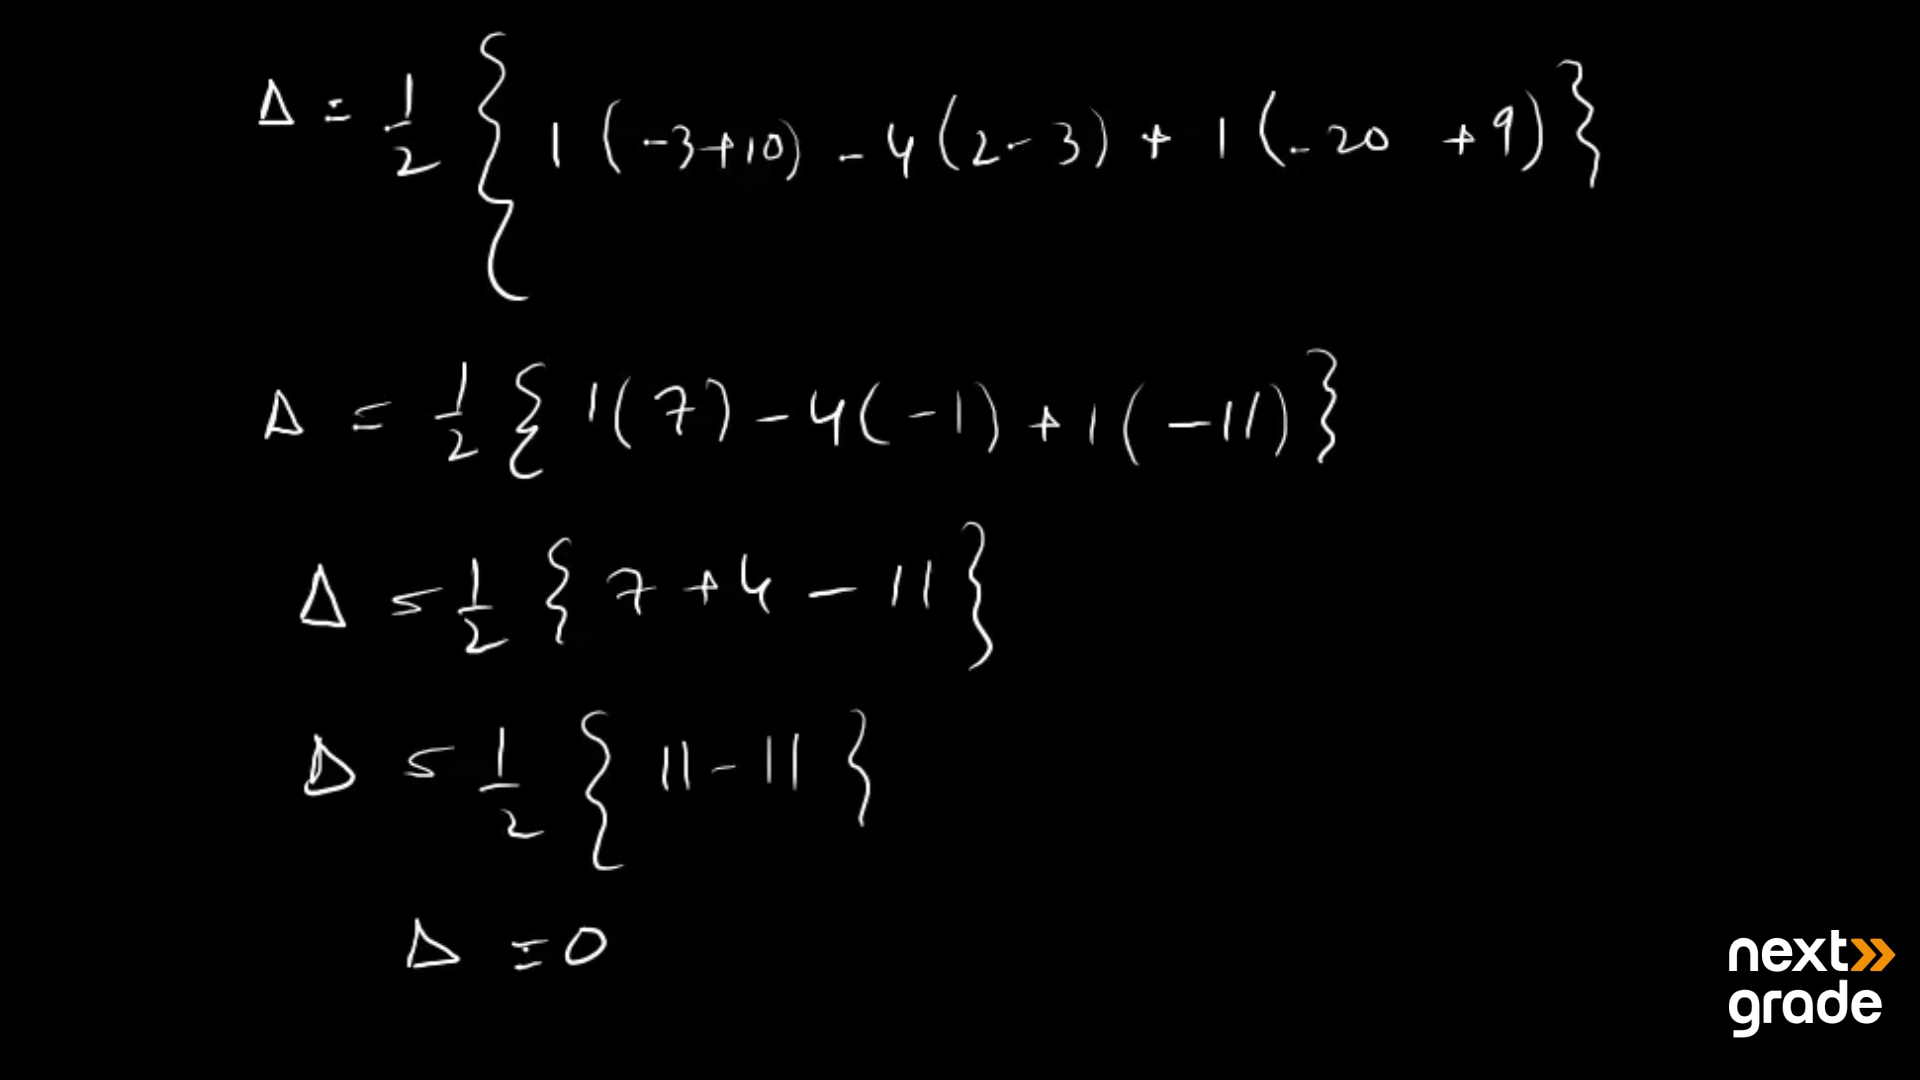 Δ = 1/2 { 1 (-3+10) - 4 (2 - 3) + 1 (-20 + 9) }
Δ = 1/2 { 1(7) - 4(-1) + 1(-11) }
Δ = 1/2 { 7 + 4 - 11 }
Δ = 1/2 { 11 - 11 }
Δ = 0
next
grade